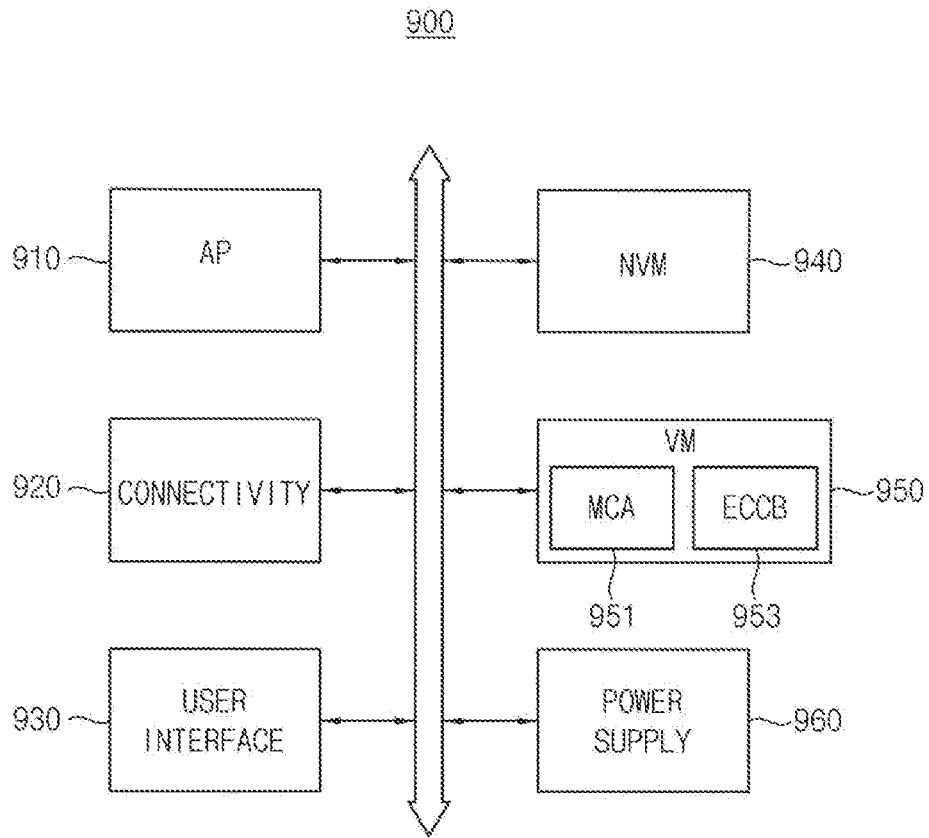 900
AP
910
NVM
940
CONNECTIVITY
920
VM
MCA
ECCB
950
951
953
USER
INTERFACE
930
POWER
SUPPLY
960